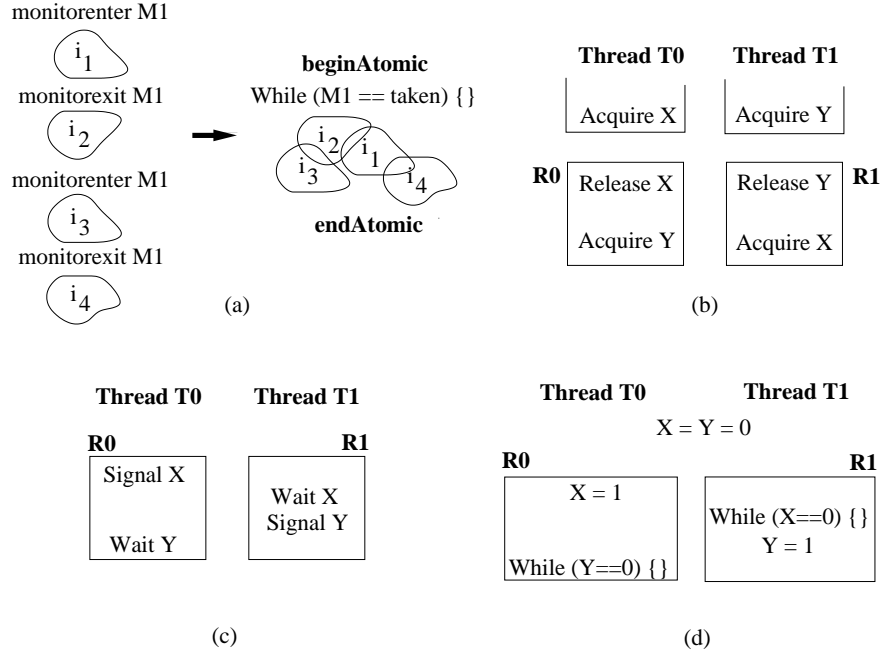 monitorenter M1
i1
monitorexit M1
i2
monitorenter M1
i3
monitorexit M1
i4
beginAtomic
While (M1 == taken) {}
i2
i1
i3
i4
endAtomic
(a)
Thread T0 Thread T1
Acquire X Acquire Y
R0 Release X Release Y R1
Acquire Y Acquire X
(b)
Thread T0 Thread T1
R0 R1
Signal X
Wait X
Signal Y
Wait Y
(c)
Thread T0 Thread T1
X = Y = 0
R0 R1
X = 1
While (X==0) {}
Y = 1
While (Y==0) {}
(d)